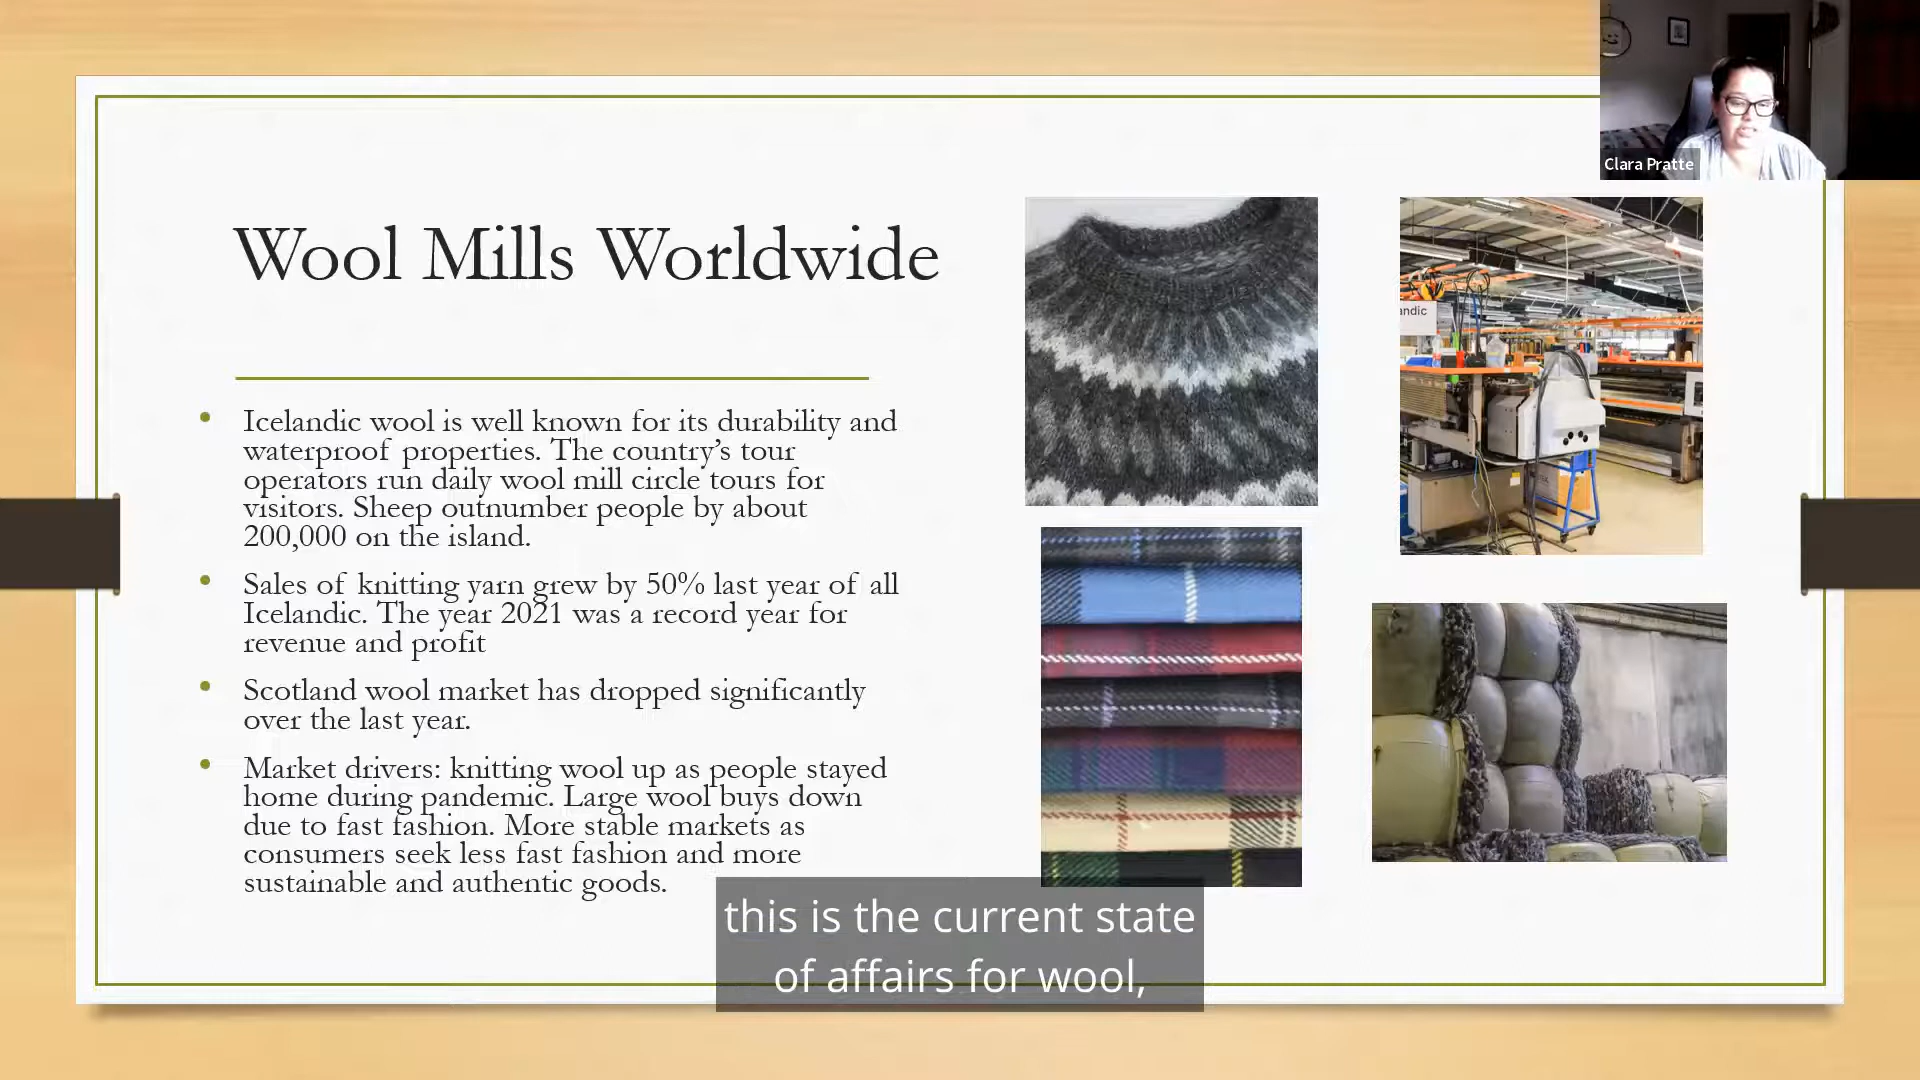 Clara Pratte
Wool Mills Worldwide
andic
• Icelandic wool is well known for its durability and
waterproof properties. The country’s tour
operators run daily wool mill circle tours for
visitors. Sheep outnumber people by about
200,000 on the island.
• Sales of knitting yarn grew by 50% last year of all
Icelandic. The year 2021 was a record year for
revenue and profit
• Scotland wool market has dropped significantly
over the last year.
• Market drivers: knitting wool up as people stayed
home during pandemic. Large wool buys down
due to fast fashion. More stable markets as
consumers seek less fast fashion and more
sustainable and authentic goods.
this is the current state
of affairs for wool,